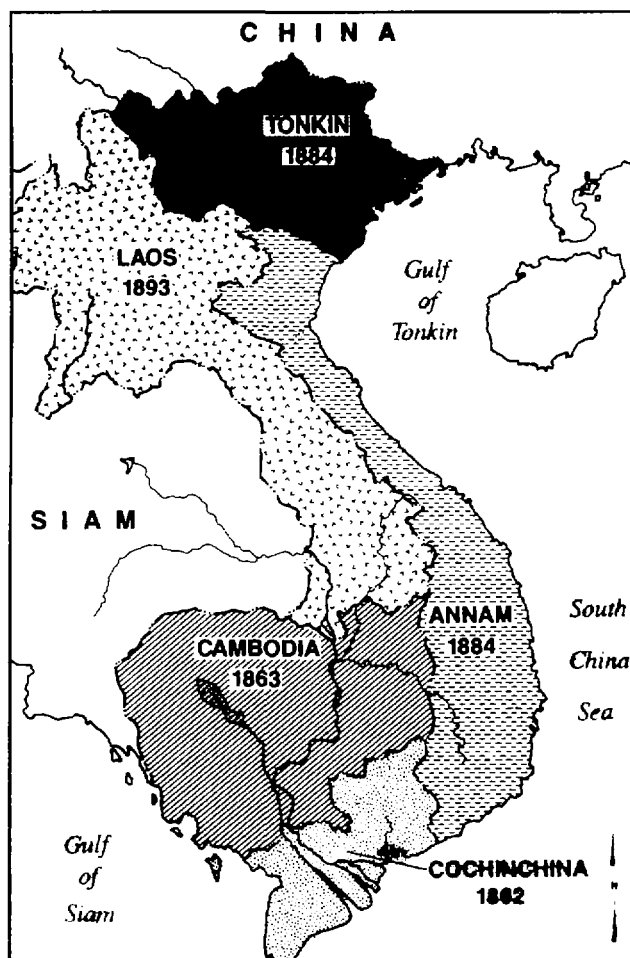 CHINA
TONKIN
1884
LAOS
1893
Gulf
of
Tonkin
SIAM
ANNAM
1884
South
China
Sea
CAMBODIA
1863
Gulf
of
Siam
COCHINCHINA
1862
N